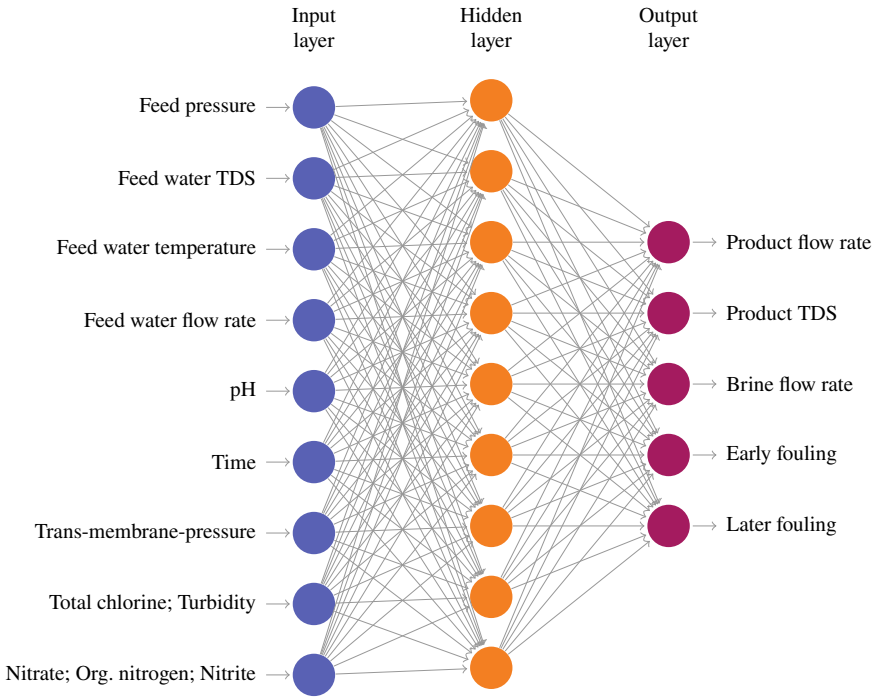 Input
layer
Hidden
layer
Output
layer
Feed pressure
Feed water TDS
Feed water temperature
Feed water flow rate
pH
Time
Trans-membrane-pressure
Total chlorine; Turbidity
Nitrate; Org. nitrogen; Nitrite
Product flow rate
Product TDS
Brine flow rate
Early fouling
Later fouling